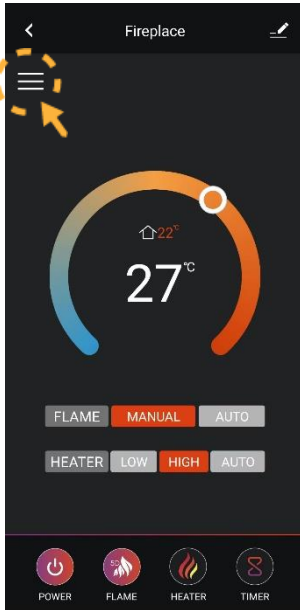 Fireplace
22°C
27°C
FLAME MANUAL AUTO
HEATER LOW HIGH AUTO
POWER FLAME HEATER TIMER